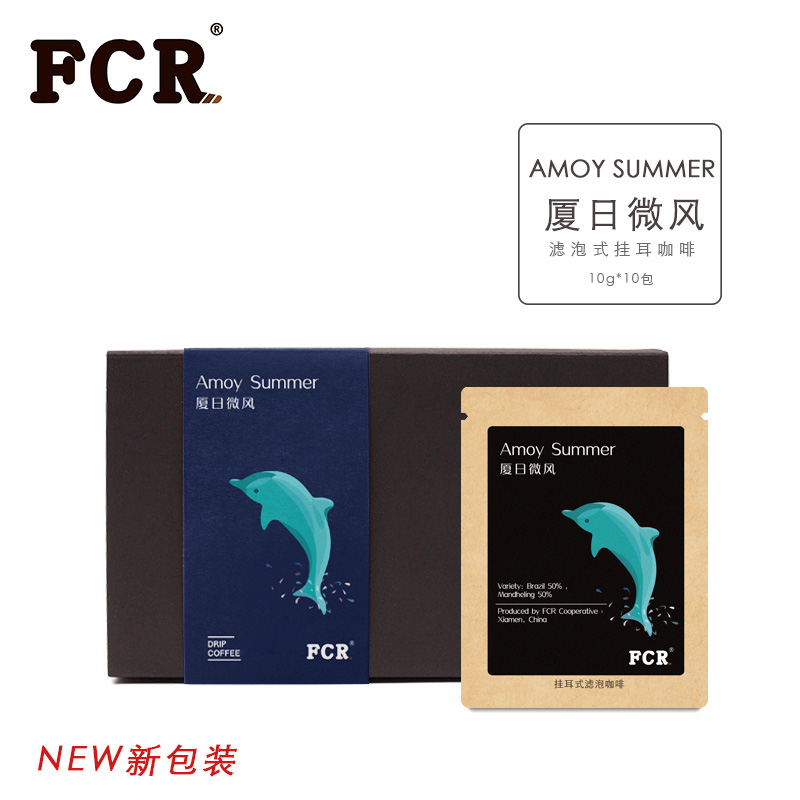 FCR®
AMOY SUMMER
厦日微风
滤泡式挂耳咖啡
10g*10包
Amoy Summer
厦日微风
DRIP
COFFEE
FCR®
Amoy Summer
厦日微风
Variety: Brazil 50% ,
Mandheling 50%
Produced by FCR Cooperative ·
Xiamen, China
FCR®
挂耳式滤泡咖啡
NEW新包装